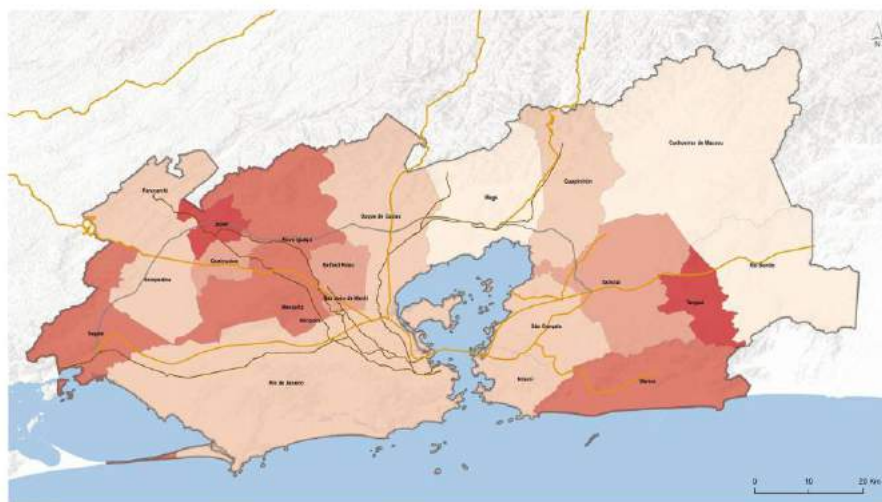 N
Cachoeiras de Macacu
Paracambi
Magé
Guapimirim
Duque de Caxias
Japeri
Nova Iguaçu
Queimados
Belford Roxo
Rio Bonito
Seropédica
Itaboraí
Mesquita
São João de Meriti
Tanguá
Nilópolis
São Gonçalo
Itaguaí
Rio de Janeiro
Niterói
Maricá
0 10 20 Km